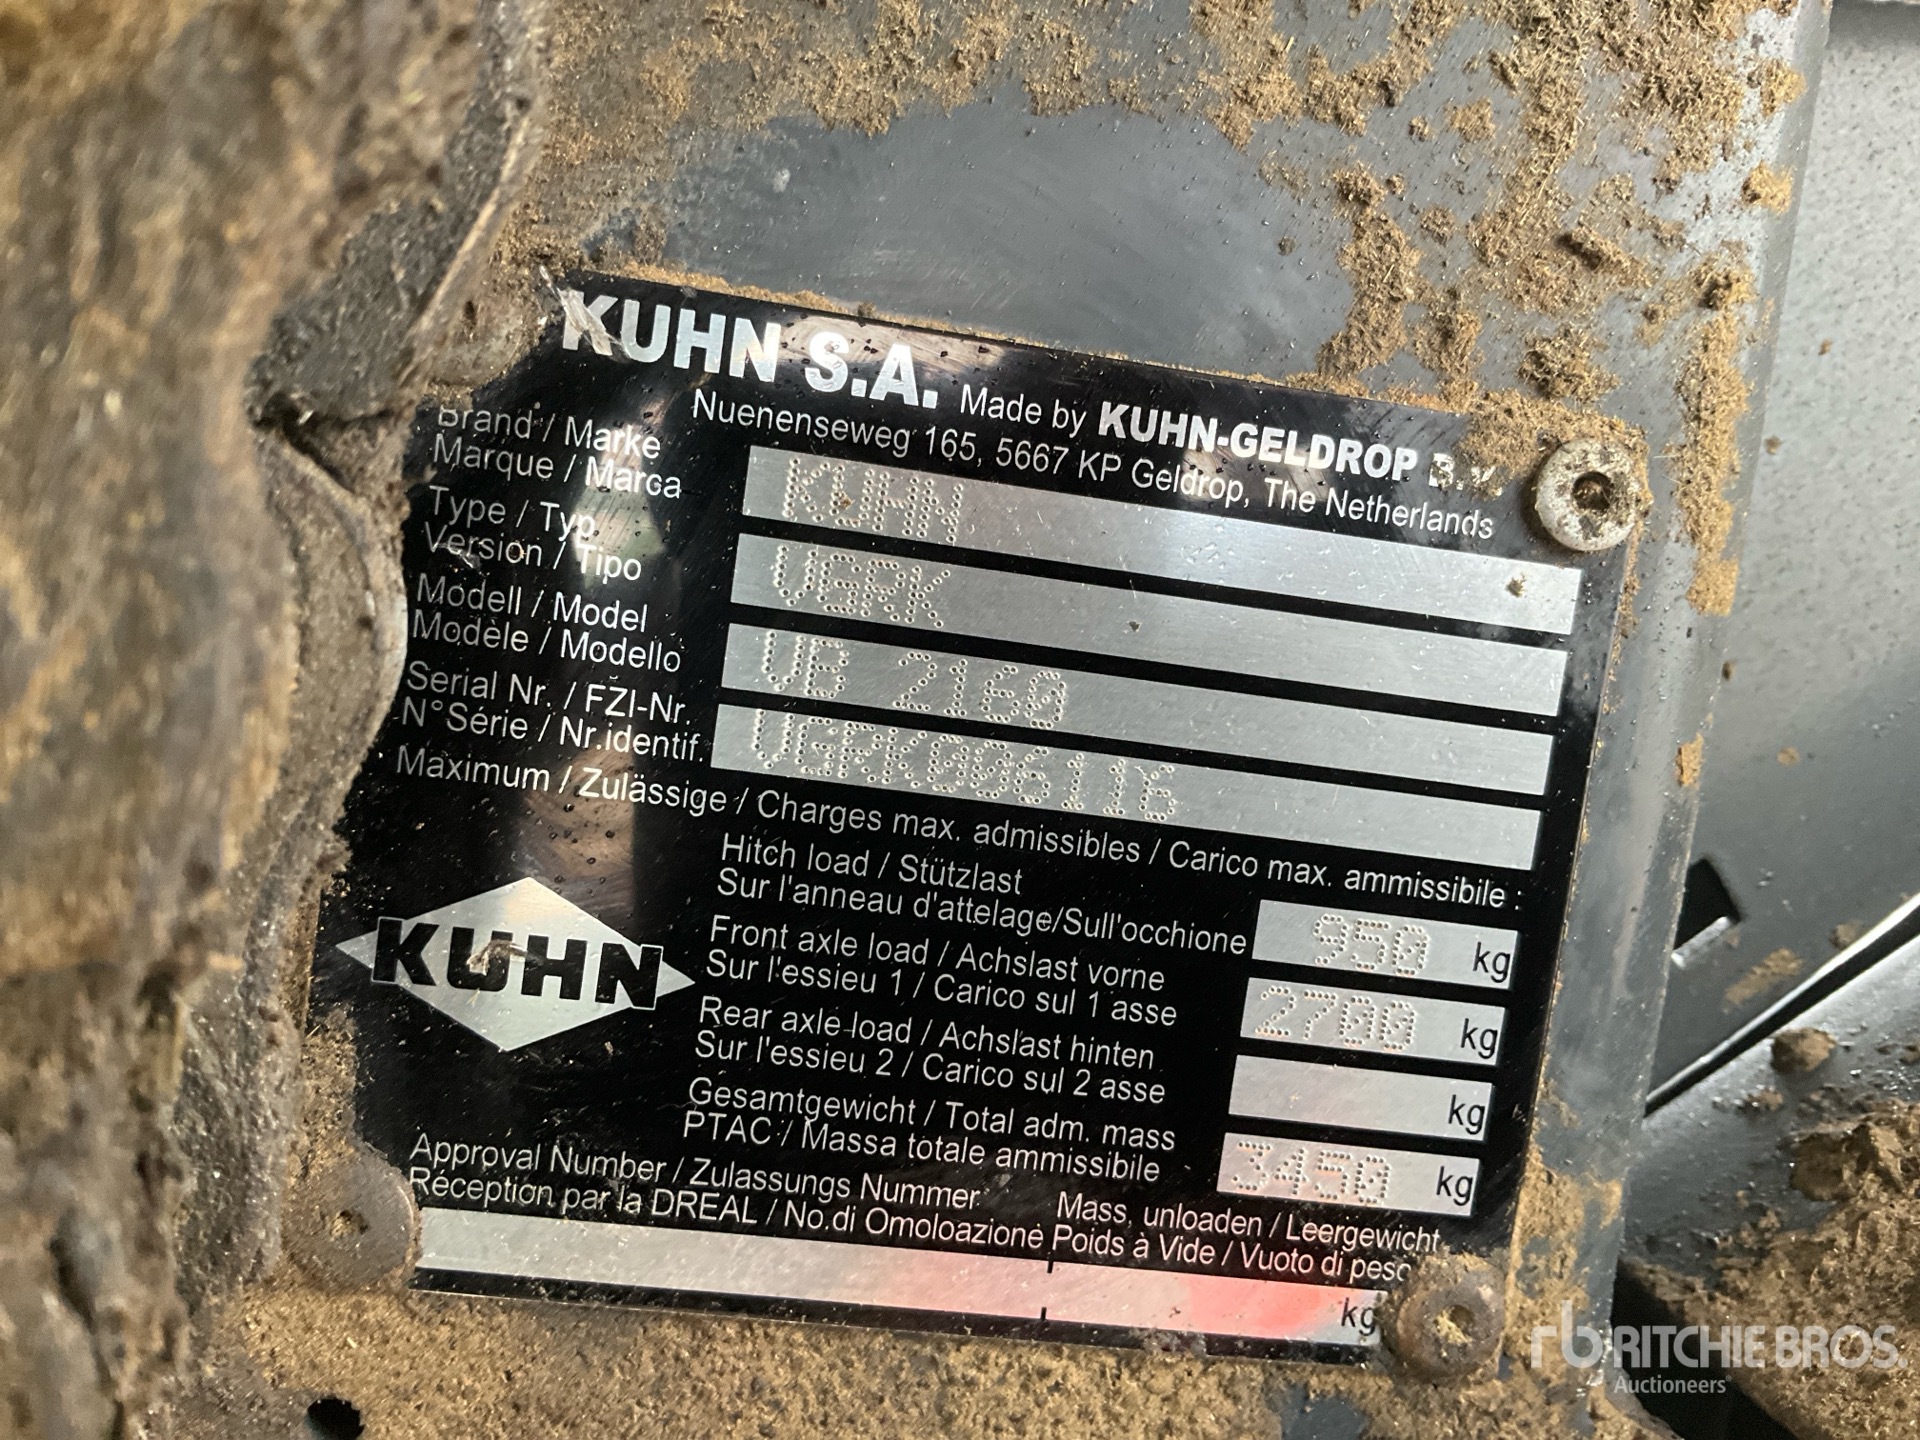 KUHN S.A. Made by KUHN-GELDROP B.V.
Nuenenseweg 165, 5667 KP Geldrop, The Netherlands
Brand / Marke
Marque / Marca
KUHN
Type / Typ
Version / Tipo
VGRK
Modell / Model
Modèle / Modello
VB 2160
Serial Nr. / FZI-Nr.
N° Série / Nr.identif.
VGRK006116
Maximum / Zulässige / Charges max. admissibles / Carico max. ammissibile :
Hitch load / Stützlast
Sur l'anneau d'attelage/Sull'occhione
950 kg
Front axle load / Achslast vorne
Sur l'essieu 1 / Carico sul 1 asse
2700 kg
Rear axle load / Achslast hinten
Sur l'essieu 2 / Carico sul 2 asse
kg
Gesamtgewicht / Total adm. mass
PTAC / Massa totale ammissibile
3450 kg
KUHN
Approval Number / Zulassungs Nummer
Réception par la DREAL / No.di Omoloazione
Mass, unloaden / Leergewicht
Poids à Vide / Vuoto di peso
kg
rb RITCHIE BROS.
Auctioneers